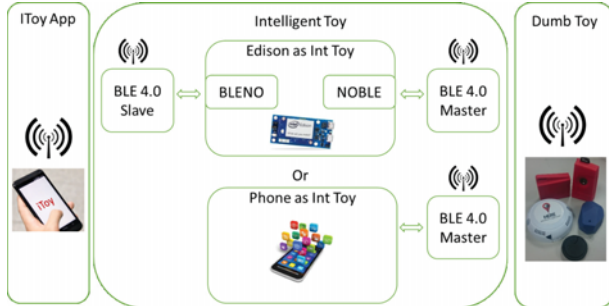 IToy App
iToy
Intelligent Toy
Edison as Int Toy
BLE 4.0
Slave
BLENO
NOBLE
BLE 4.0
Master
Or
Phone as Int Toy
BLE 4.0
Master
Dumb Toy